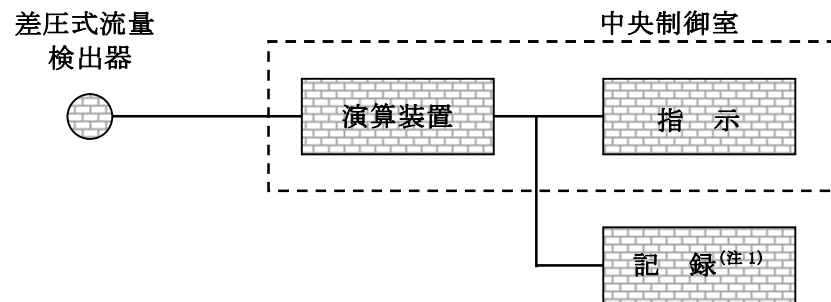 差圧式流量
検出器
中央制御室
演算装置
指　示
記　録(注1)